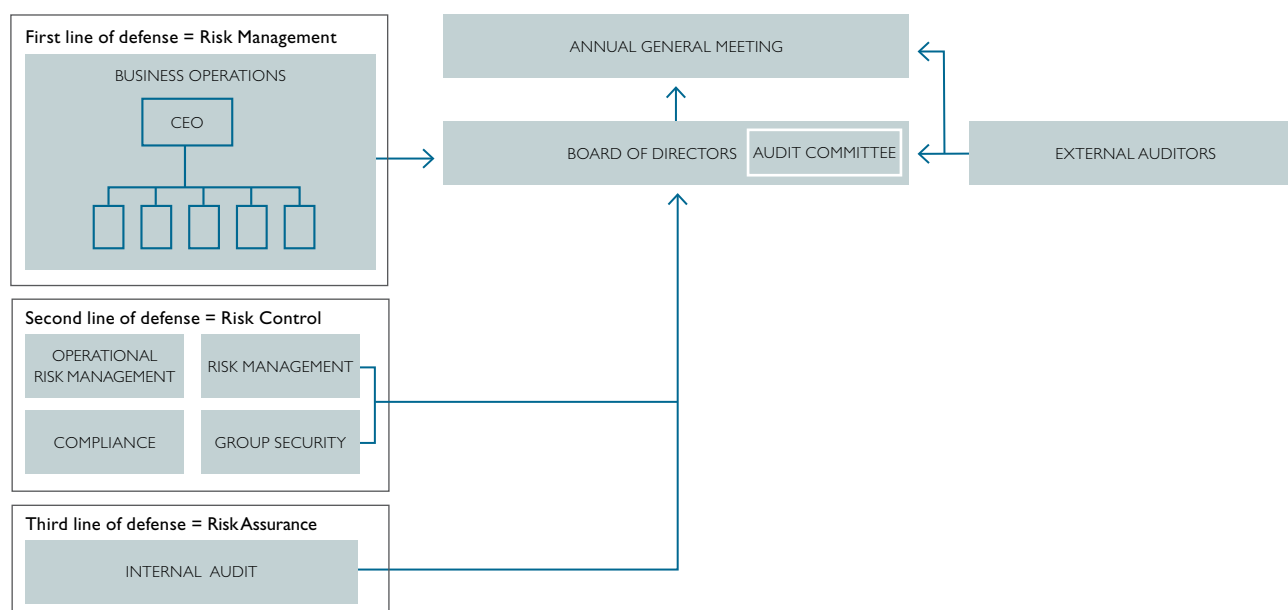 First line of defense = Risk Management
BUSINESS OPERATIONS
CEO
ANNUAL GENERAL MEETING
BOARD OF DIRECTORS
AUDIT COMMITTEE
EXTERNAL AUDITORS
Second line of defense = Risk Control
OPERATIONAL
RISK MANAGEMENT
RISK MANAGEMENT
COMPLIANCE
GROUP SECURITY
Third line of defense = Risk Assurance
INTERNAL AUDIT